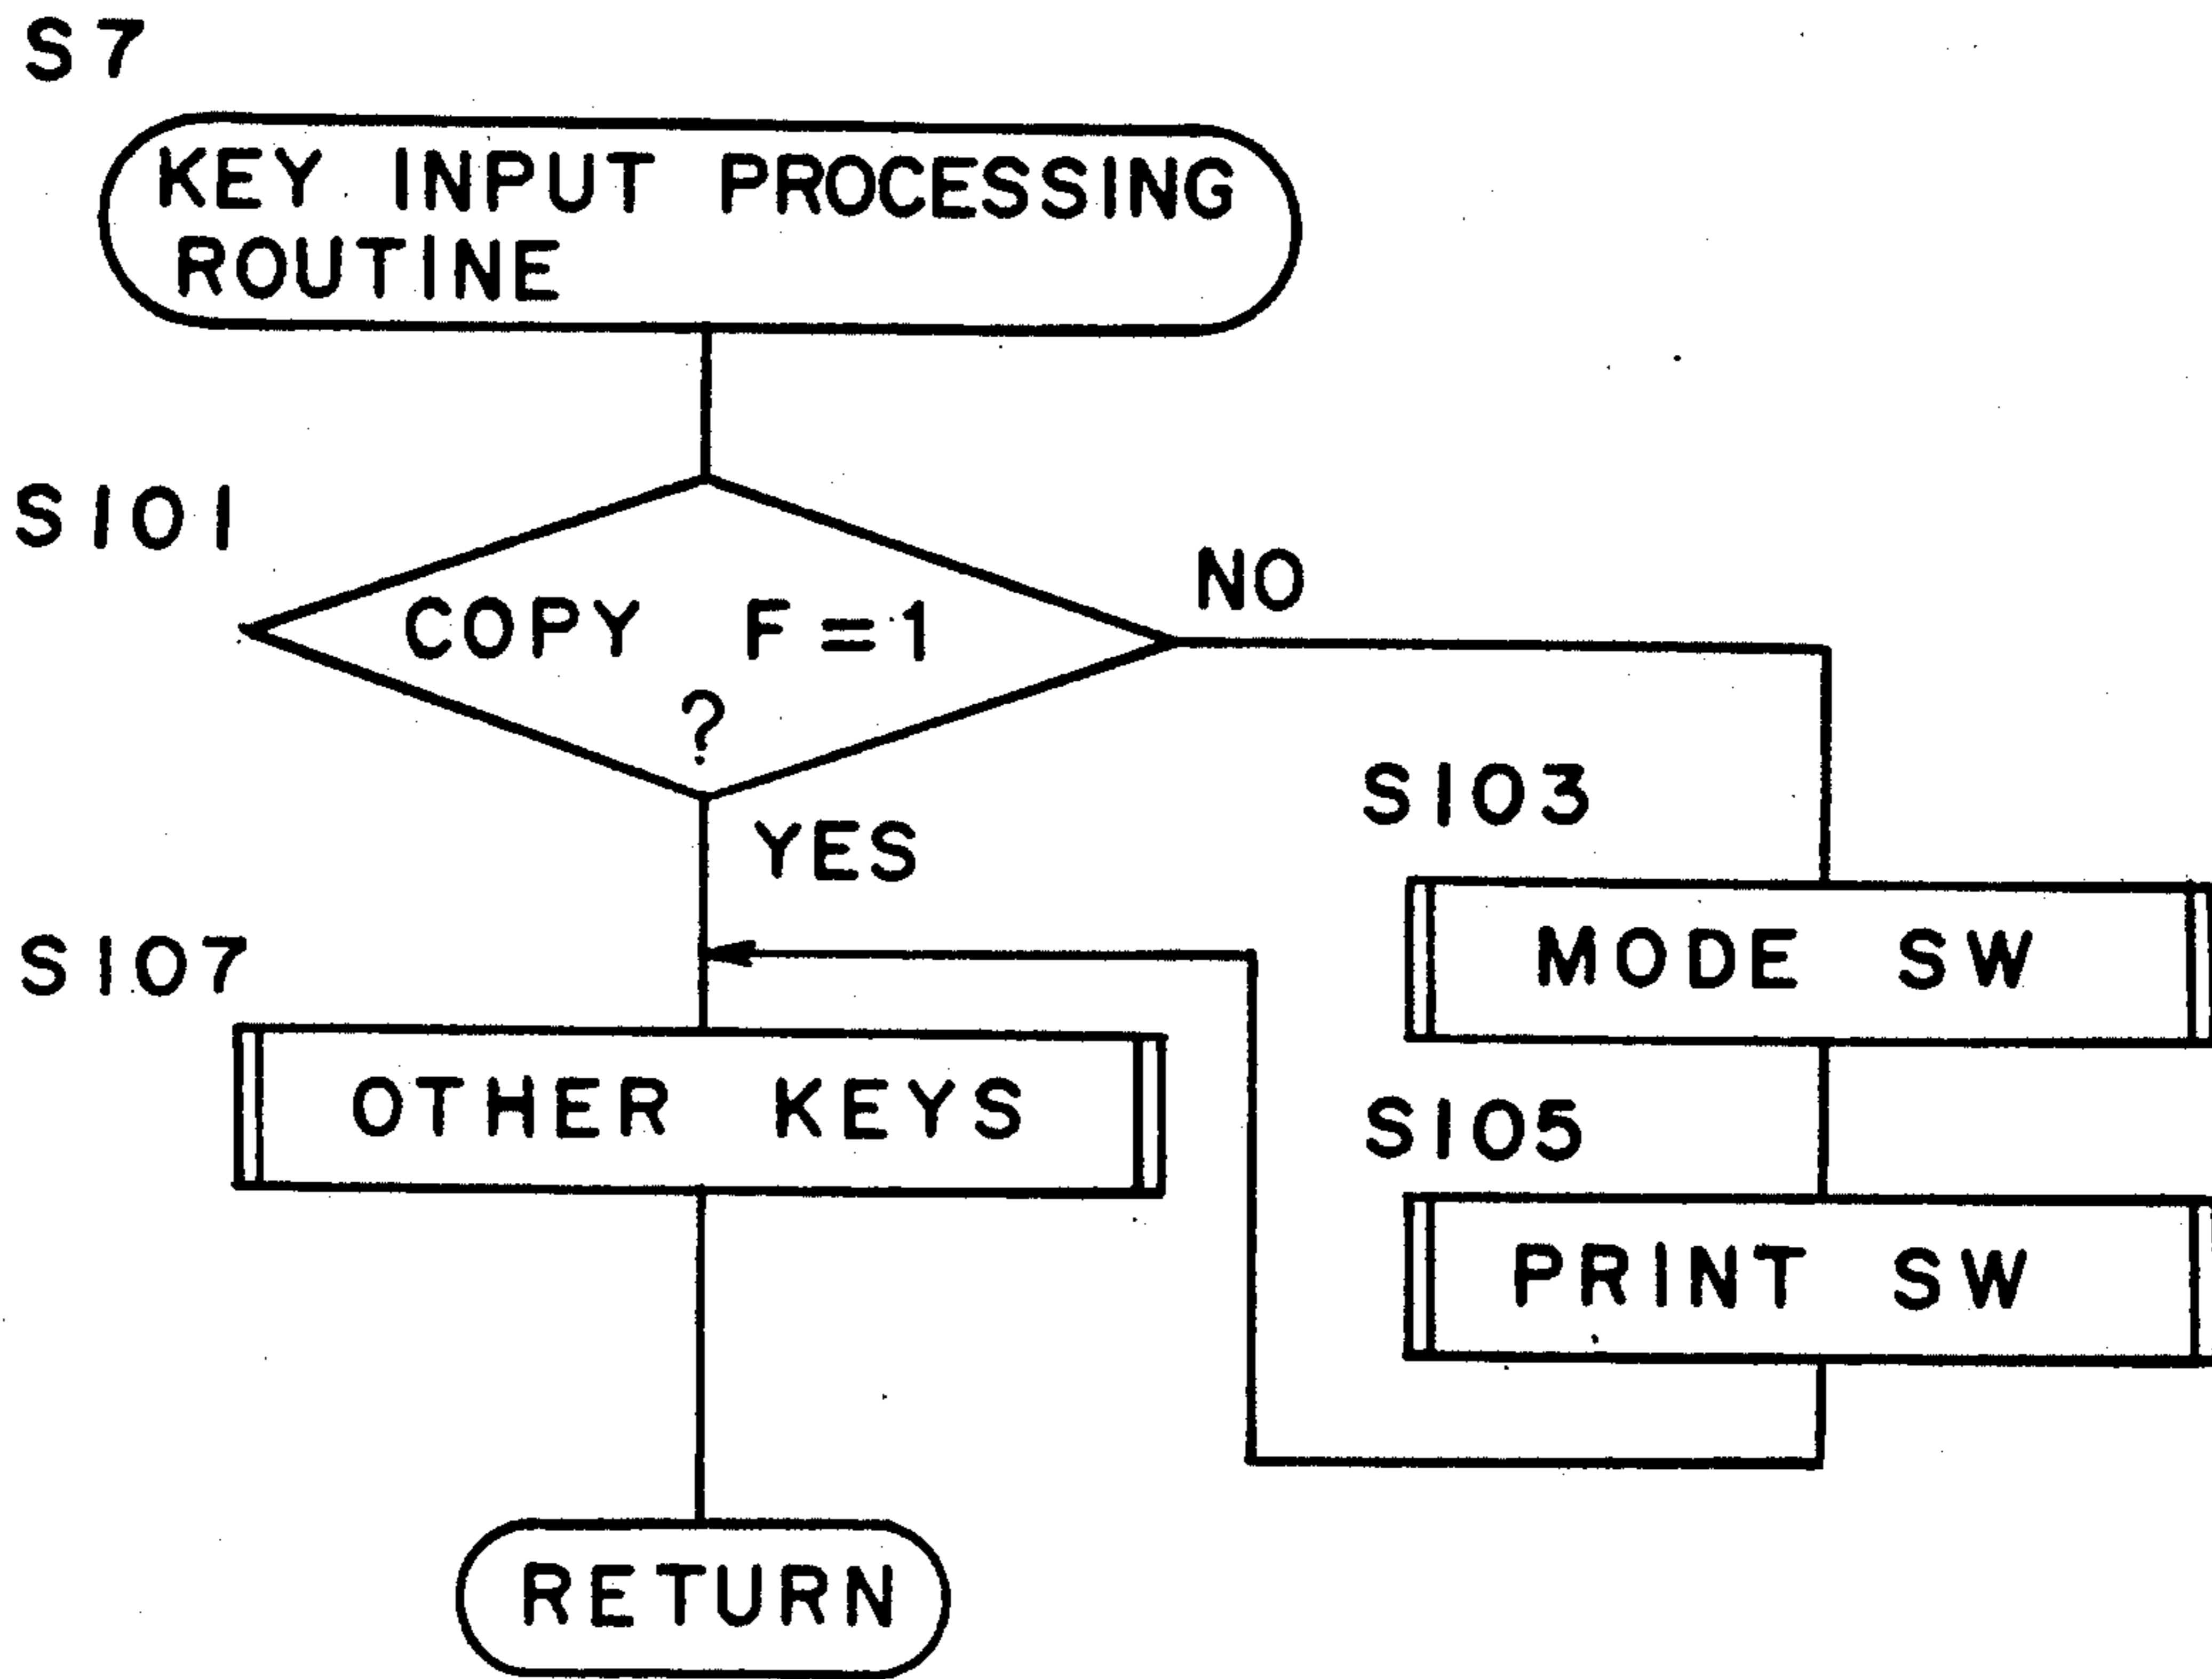 S7
KEY INPUT PROCESSING
ROUTINE
S101
COPY F=1
?
NO
YES
S103
MODE SW
S107
OTHER KEYS
S105
PRINT SW
RETURN